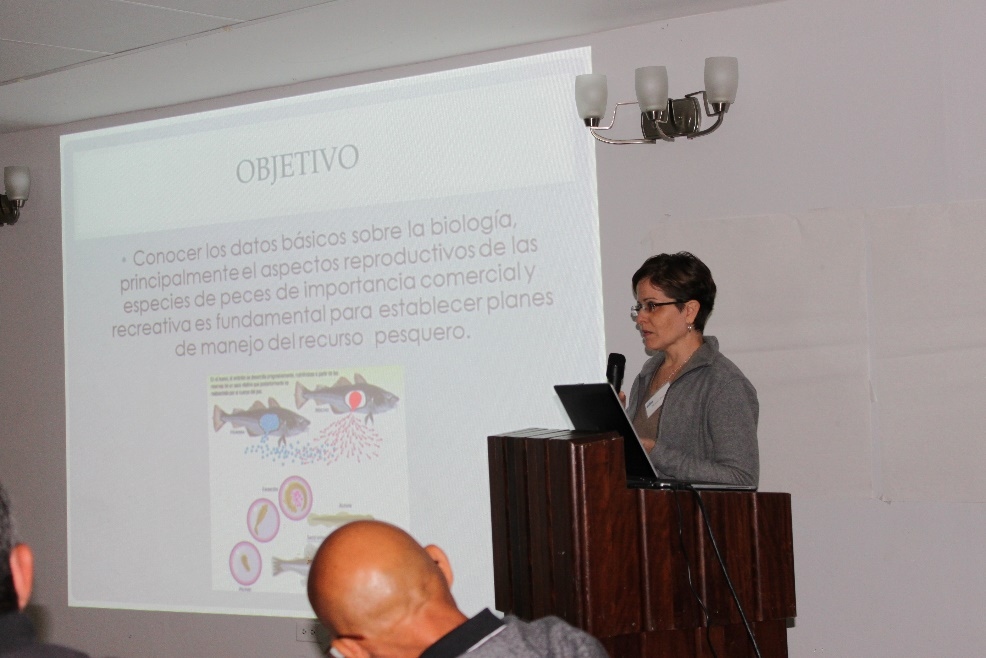 OBJETIVO
• Conocer los datos básicos sobre la biología,
principalmente el aspectos reproductivos de las
especies de peces de importancia comercial y
recreativa es fundamental para establecer planes
de manejo del recurso pesquero.